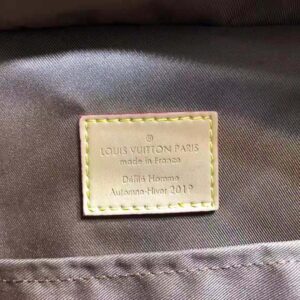 LOUIS VUITTON PARIS
made in France
Défilé Homme
Automne-Hiver 2019